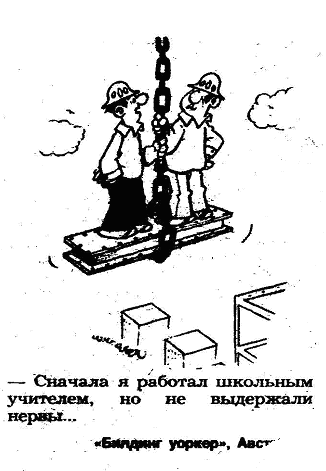 — Сначала я работал школьным
учителем, но не выдержали
нервы...
«Билдинг уоркер», Авст